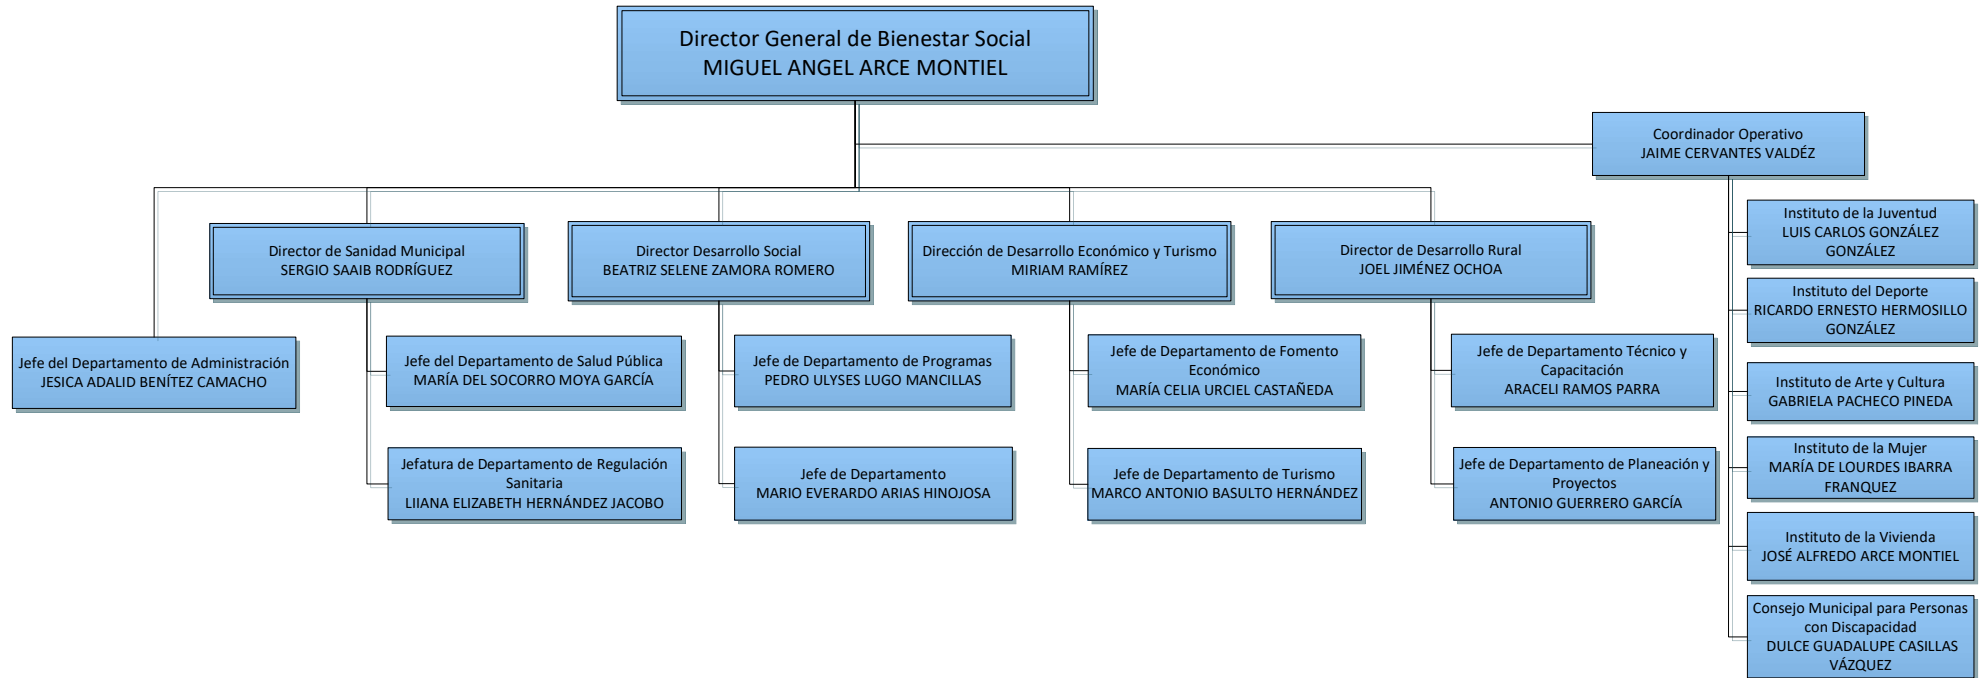 Director General de Bienestar Social
MIGUEL ANGEL ARCE MONTIEL
Coordinador Operativo
JAIME CERVANTES VALDÉZ
Director de Sanidad Municipal
SERGIO SAAIB RODRÍGUEZ
Director Desarrollo Social
BEATRIZ SELENE ZAMORA ROMERO
Dirección de Desarrollo Económico y Turismo
MIRIAM RAMÍREZ
Director de Desarrollo Rural
JOEL JIMÉNEZ OCHOA
Jefe del Departamento de Administración
JESICA ADALID BENÍTEZ CAMACHO
Jefe del Departamento de Salud Pública
MARÍA DEL SOCORRO MOYA GARCÍA
Jefe de Departamento de Programas
PEDRO ULYSES LUGO MANCILLAS
Jefe de Departamento de Fomento
Económico
MARÍA CELIA URCIEL CASTAÑEDA
Jefe de Departamento Técnico y
Capacitación
ARACELI RAMOS PARRA
Jefatura de Departamento de Regulación
Sanitaria
LIIANA ELIZABETH HERNÁNDEZ JACOBO
Jefe de Departamento
MARIO EVERARDO ARIAS HINOJOSA
Jefe de Departamento de Turismo
MARCO ANTONIO BASULTO HERNÁNDEZ
Jefe de Departamento de Planeación y
Proyectos
ANTONIO GUERRERO GARCÍA
Instituto de la Juventud
LUIS CARLOS GONZÁLEZ
GONZÁLEZ
Instituto del Deporte
RICARDO ERNESTO HERMOSILLO
GONZÁLEZ
Instituto de Arte y Cultura
GABRIELA PACHECO PINEDA
Instituto de la Mujer
MARÍA DE LOURDES IBARRA
FRANQUEZ
Instituto de la Vivienda
JOSÉ ALFREDO ARCE MONTIEL
Consejo Municipal para Personas
con Discapacidad
DULCE GUADALUPE CASILLAS
VÁZQUEZ